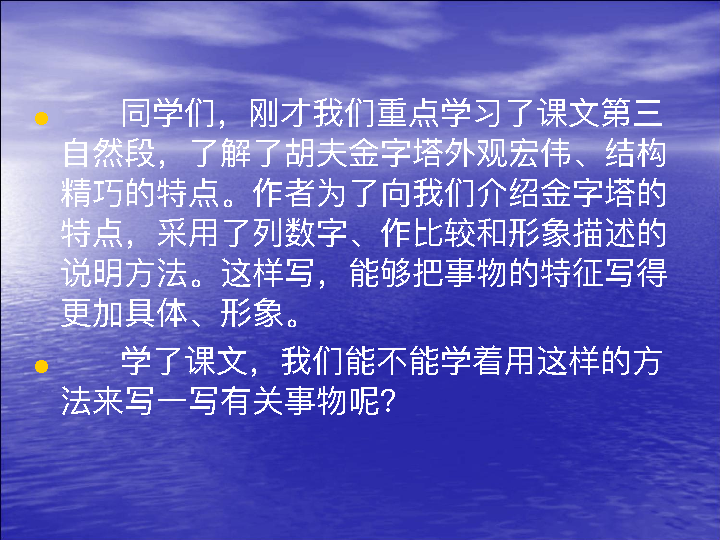 同学们，刚才我们重点学习了课文第三
自然段，了解了胡夫金字塔外观宏伟、结构
精巧的特点。作者为了向我们介绍金字塔的
特点，采用了列数字、作比较和形象描述的
说明方法。这样写，能够把事物的特征写得
更加具体、形象。
学了课文，我们能不能学着用这样的方
法来写一写有关事物呢？